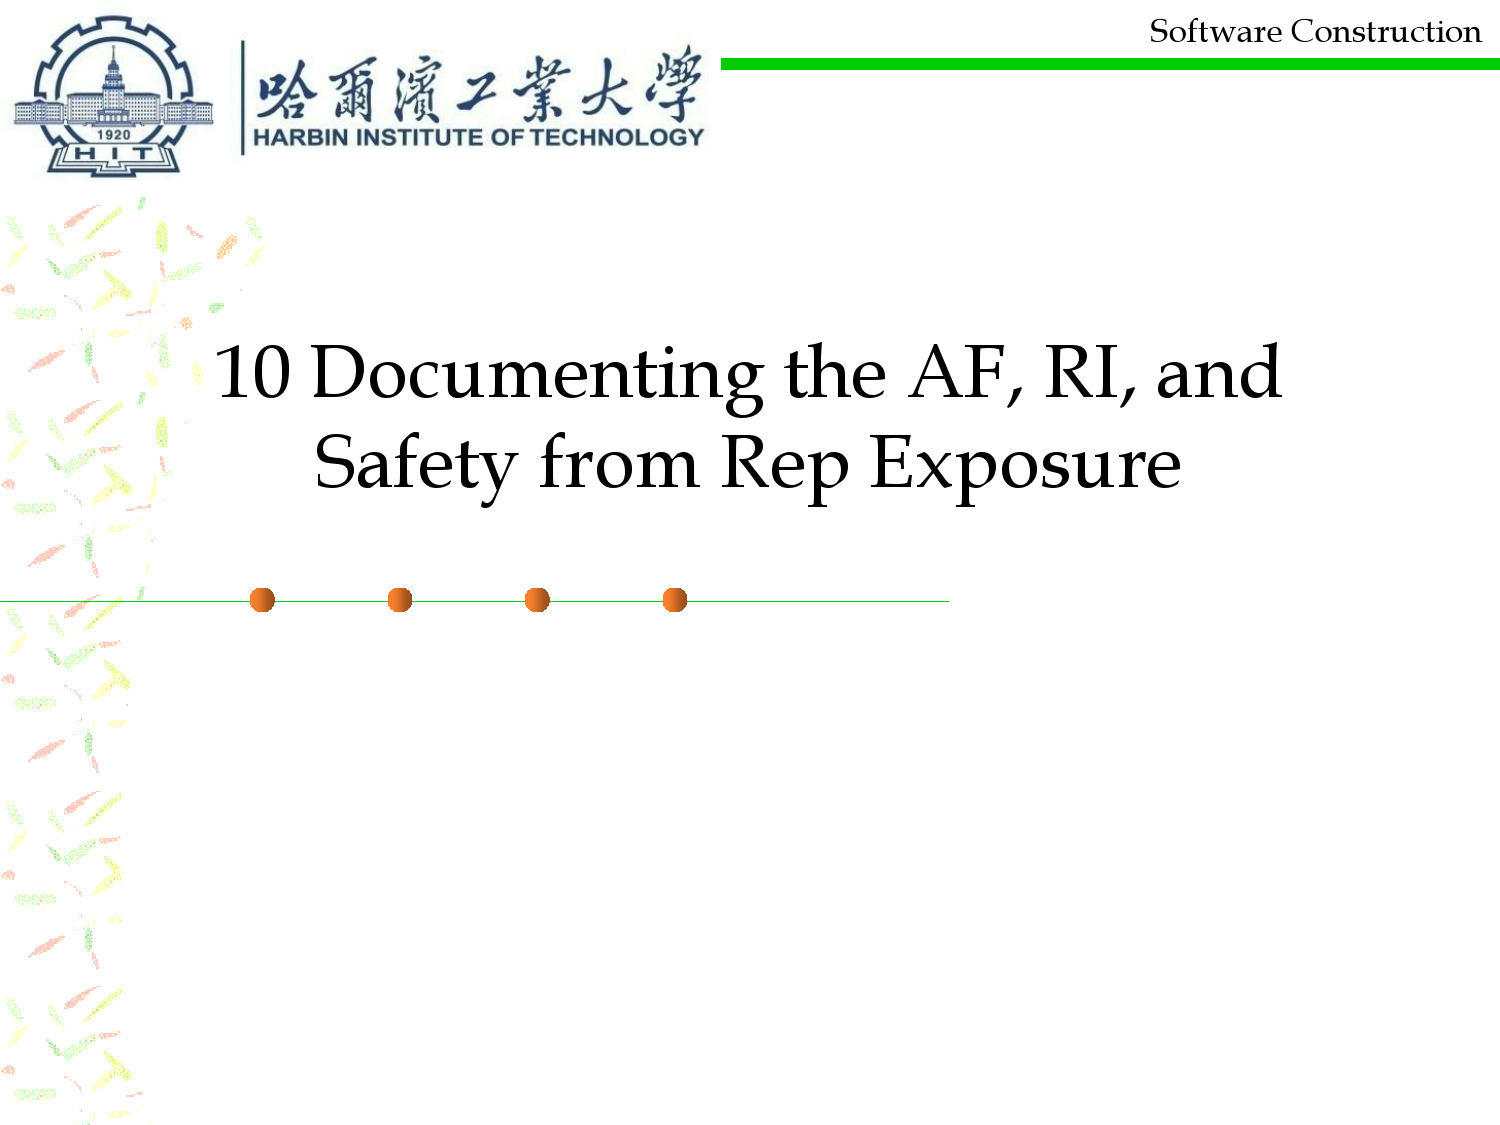 Software Construction
哈爾濱工業大學
HARBIN INSTITUTE OF TECHNOLOGY
1920
HIT
10 Documenting the AF, RI, and
Safety from Rep Exposure